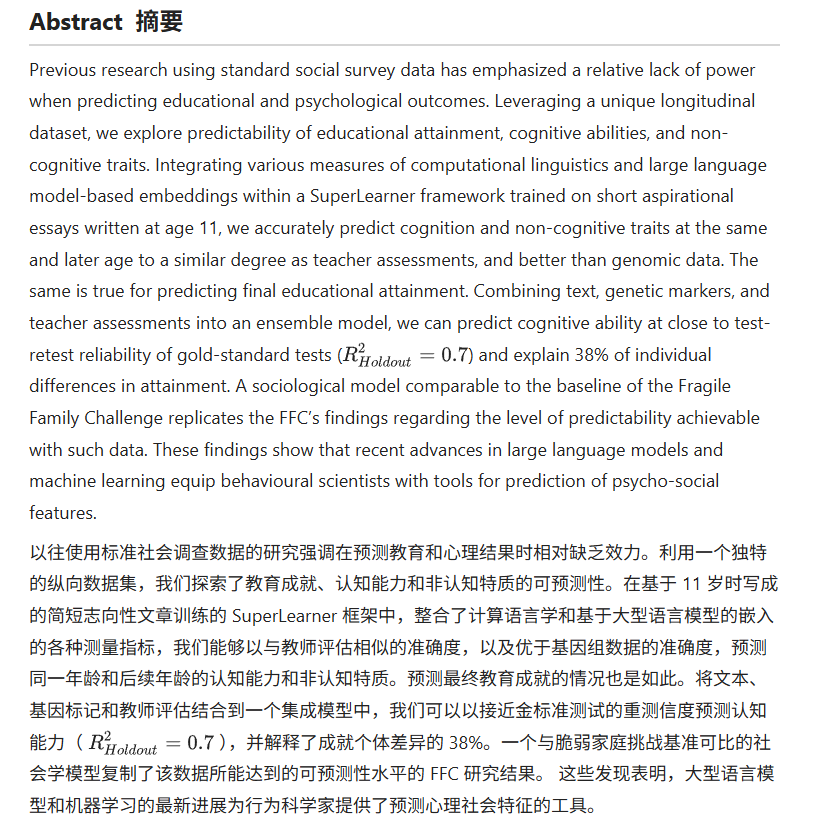 Abstract 摘要
Previous research using standard social survey data has emphasized a relative lack of power
when predicting educational and psychological outcomes. Leveraging a unique longitudinal
dataset, we explore predictability of educational attainment, cognitive abilities, and non-
cognitive traits. Integrating various measures of computational linguistics and large language
model-based embeddings within a SuperLearner framework trained on short aspirational
essays written at age 11, we accurately predict cognition and non-cognitive traits at the same
and later age to a similar degree as teacher assessments, and better than genomic data. The
same is true for predicting final educational attainment. Combining text, genetic markers, and
teacher assessments into an ensemble model, we can predict cognitive ability at close to test-
retest reliability of gold-standard tests (R²_Holdout = 0.7) and explain 38% of individual
differences in attainment. A sociological model comparable to the baseline of the Fragile
Family Challenge replicates the FFC's findings regarding the level of predictability achievable
with such data. These findings show that recent advances in large language models and
machine learning equip behavioural scientists with tools for prediction of psycho-social
features.
以往使用标准社会调查数据的研究强调在预测教育和心理结果时相对缺乏效力。利用一个独特
的纵向数据集，我们探索了教育成就、认知能力和非认知特质的可预测性。在基于 11 岁时写成
的简短志向性文章训练的 SuperLearner 框架中，整合了计算语言学和基于大型语言模型的嵌入
的各种测量指标，我们能够以与教师评估相似的准确度，以及优于基因组数据的准确度，预测
同一年龄和后续年龄的认知能力和非认知特质。预测最终教育成就的情况也是如此。将文本、
基因标记和教师评估结合到一个集成模型中，我们可以以接近金标准测试的重测信度预测认知
能力（ R²_Holdout = 0.7 ），并解释了成就个体差异的 38%。一个与脆弱家庭挑战基准可比的社
会学模型复制了该数据所能达到的可预测性水平的 FFC 研究结果。 这些发现表明，大型语言模
型和机器学习的最新进展为行为科学家提供了预测心理社会特征的工具。